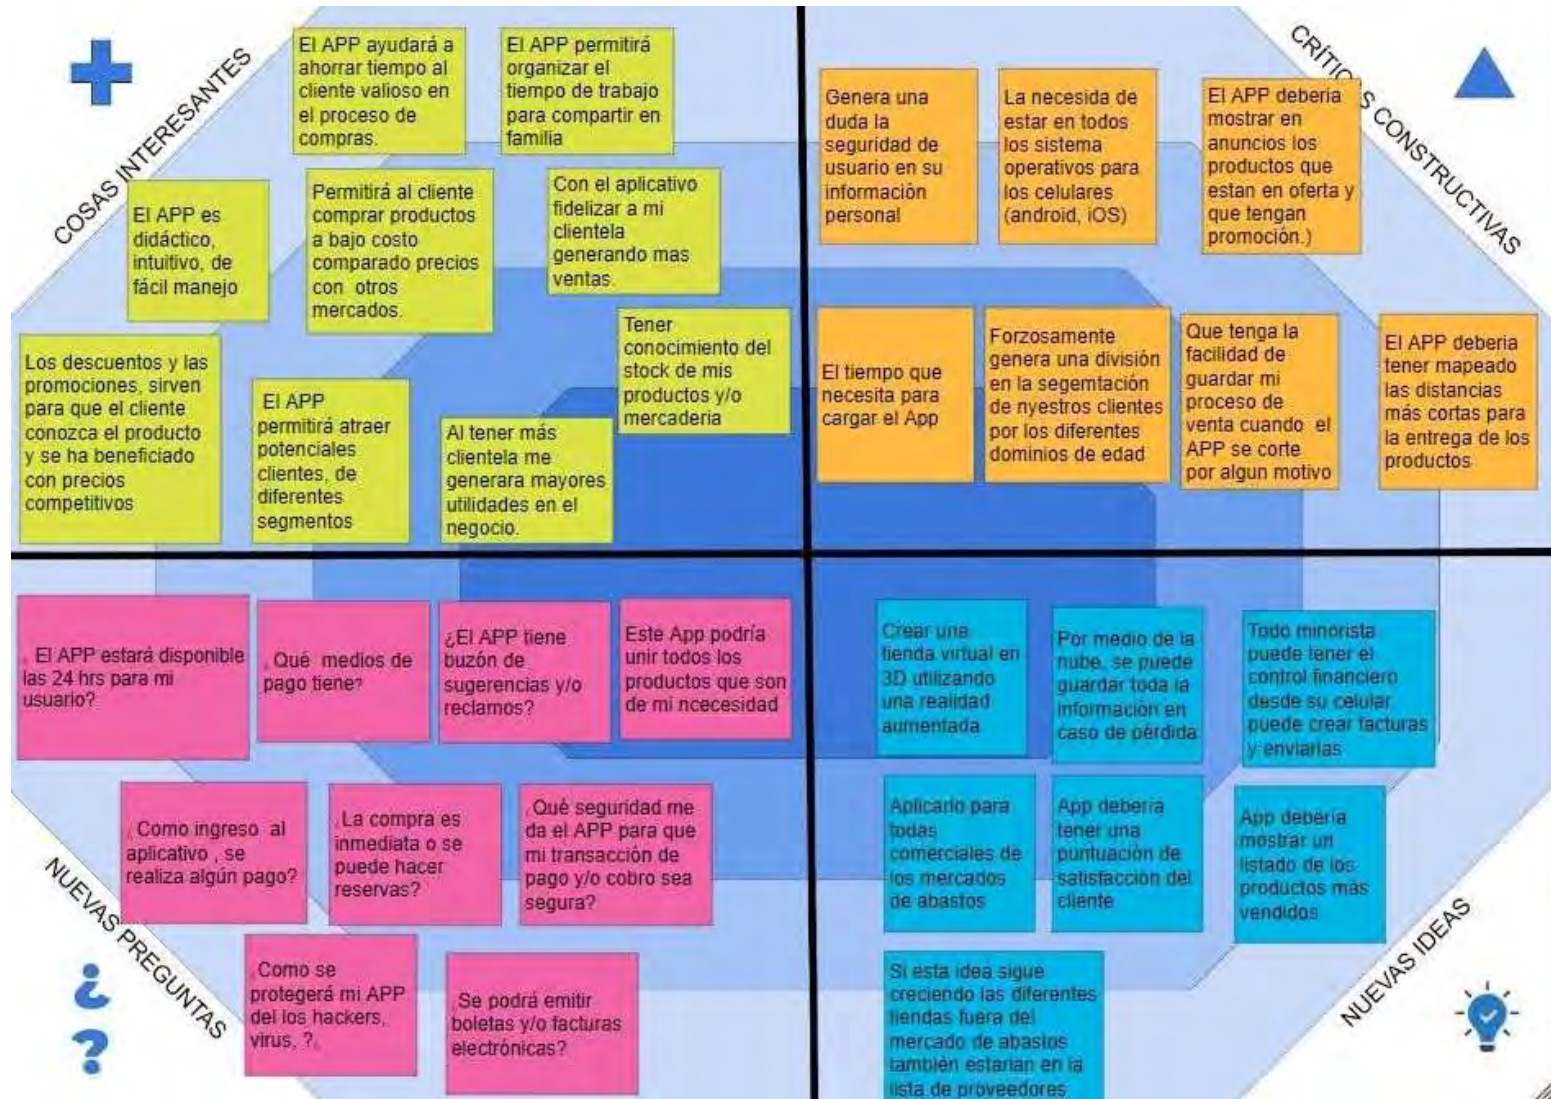 COSAS INTERESANTES
El APP ayudará a
ahorrar tiempo al
cliente valioso en
el proceso de
compras.
El APP permitirá
organizar el
tiempo de trabajo
para compartir en
familia
El APP es
didáctico,
intuitivo, de
fácil manejo
Permitirá al cliente
comprar productos
a bajo costo
comparado precios
con otros
mercados.
Con el aplicativo
fidelizar a mi
clientela
generando mas
ventas.
Los descuentos y las
promociones, sirven
para que el cliente
conozca el producto
y se ha beneficiado
con precios
competitivos
El APP
permitirá atraer
potenciales
clientes, de
diferentes
segmentos
Al tener más
clientela me
generara mayores
utilidades en el
negocio.
Tener
conocimiento del
stock de mis
productos y/o
mercaderia
CRÍTICAS CONSTRUCTIVAS
Genera una
duda la
seguridad de
usuario en su
información
personal
La necesida de
estar en todos
los sistema
operativos para
los celulares
(android, iOS)
El APP deberia
mostrar en
anuncios los
productos que
estan en oferta y
que tengan
promoción.)
El tiempo que
necesita para
cargar el App
Forzosamente
genera una división
en la segemtación
de nyestros clientes
por los diferentes
dominios de edad
Que tenga la
facilidad de
guardar mi
proceso de
venta cuando el
APP se corte
por algun motivo
El APP deberia
tener mapeado
las distancias
más cortas para
la entrega de los
productos
NUEVAS PREGUNTAS
¿ El APP estará disponible
las 24 hrs para mi
usuario?
¿Qué medios de
pago tiene?
¿El APP tiene
buzón de
sugerencias y/o
reclamos?
Este App podría
unir todos los
productos que son
de mi ncecesidad
¿Como ingreso al
aplicativo , se
realiza algún pago?
¿La compra es
inmediata o se
puede hacer
reservas?
¿Qué seguridad me
da el APP para que
mi transacción de
pago y/o cobro sea
segura?
¿Como se
protegerá mi APP
del los hackers,
virus, ?¿
¿Se podrá emitir
boletas y/o facturas
electrónicas?
¿
?
NUEVAS IDEAS
Crear una
tienda virtual en
3D utilizando
una realidad
aumentada
Por medio de la
nube, se puede
guardar toda la
información en
caso de pérdida
Todo minorista
puede tener el
control financiero
desde su celular
puede crear facturas
y enviarlas
Aplicarlo para
todas
comerciales de
los mercados
de abastos
App debería
tener una
puntuación de
satisfacción del
cliente
App debería
mostrar un
listado de los
productos más
vendidos
Si esta idea sigue
creciendo las diferentes
tiendas fuera del
mercado de abastos
también estarian en la
lista de proveedores